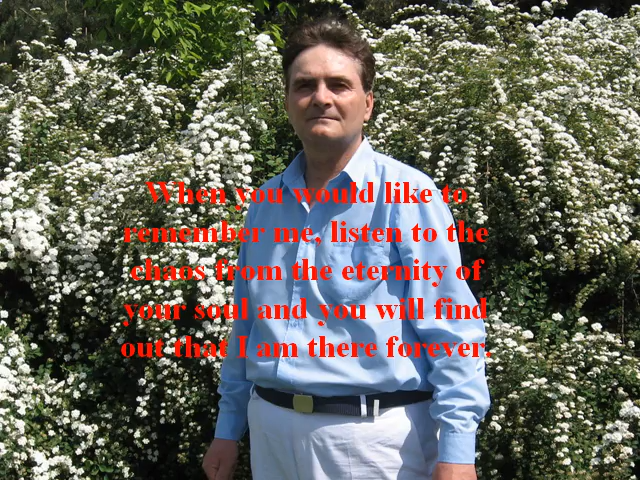 When you would like to
remember me, listen to the
chaos from the eternity of
your soul and you will find
out that I am there forever.